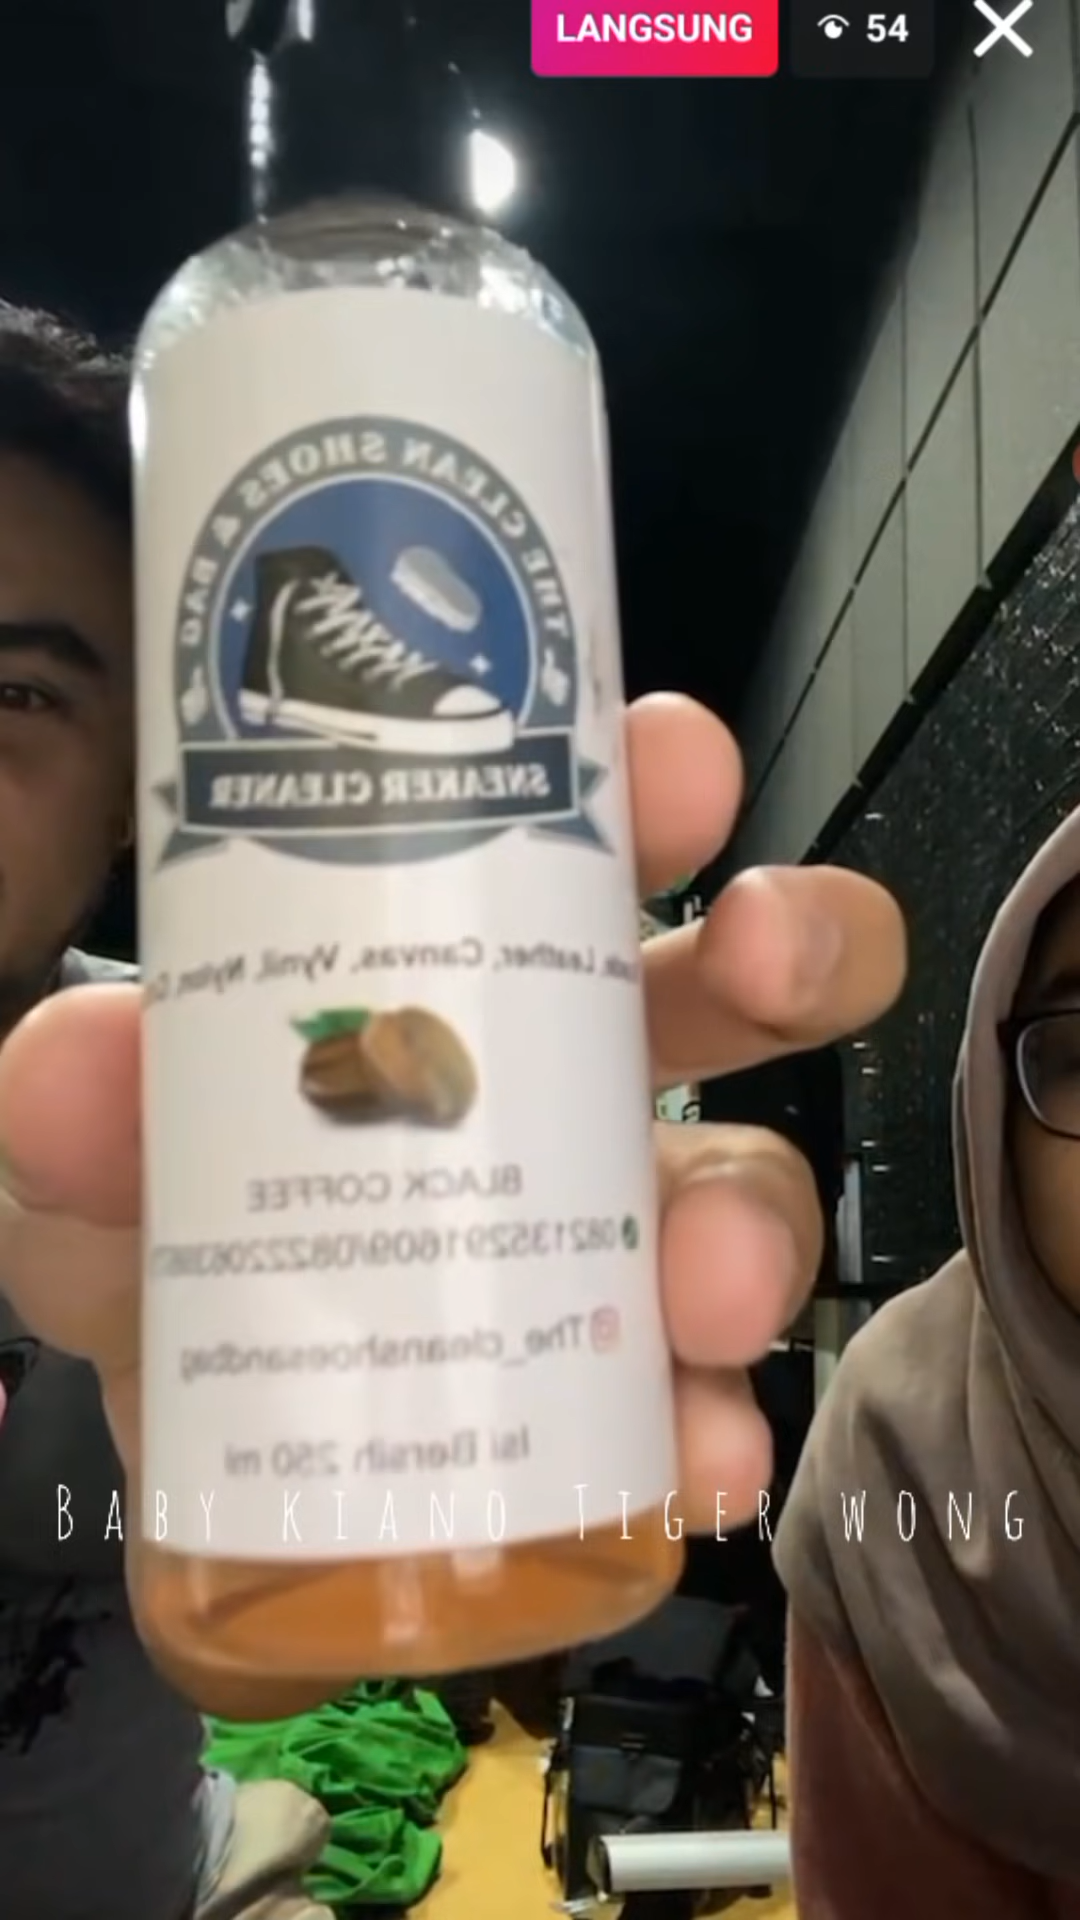 LANGSUNG 54
THE CLEAN SHOES & BAG
SNEAKER CLEANER
Leather, Canvas, Vynil, Nylon,
BLACK COFFEE
The_cleanshoesandbag
Isi Bersih 250 ml
BABY KIANO TIGER WONG